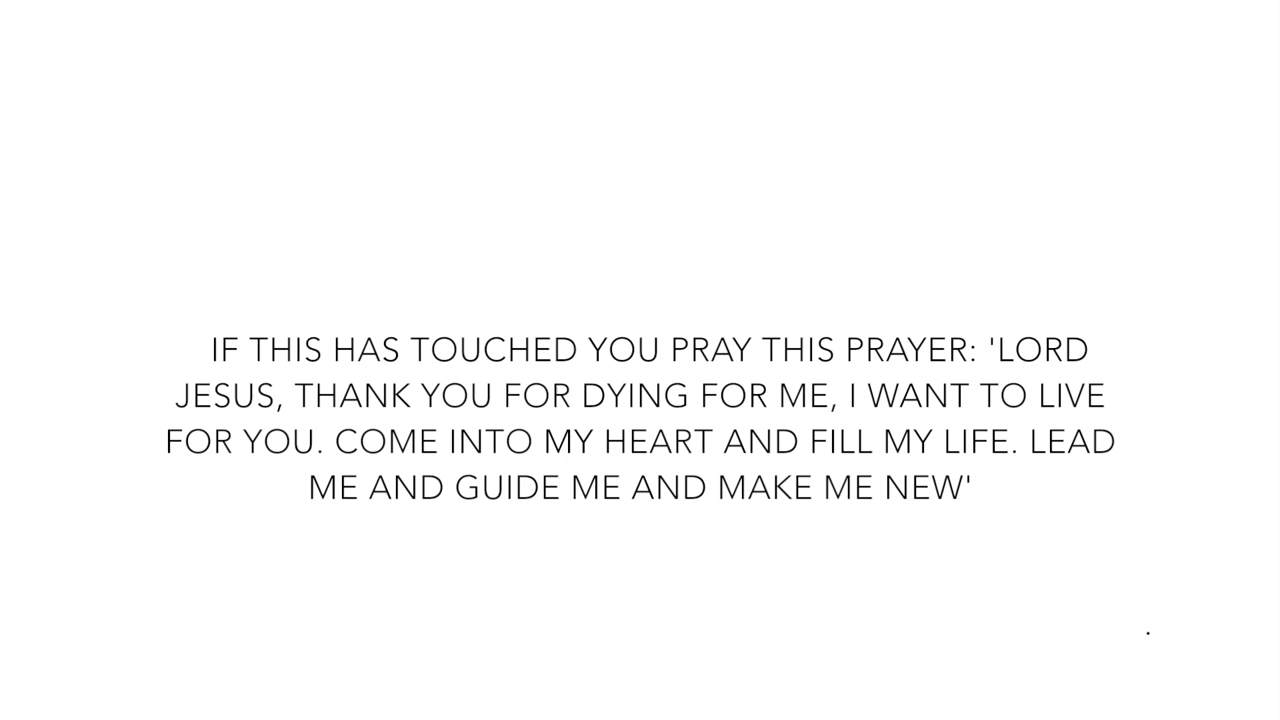 IF THIS HAS TOUCHED YOU PRAY THIS PRAYER: 'LORD
JESUS, THANK YOU FOR DYING FOR ME, I WANT TO LIVE
FOR YOU. COME INTO MY HEART AND FILL MY LIFE. LEAD
ME AND GUIDE ME AND MAKE ME NEW'
.